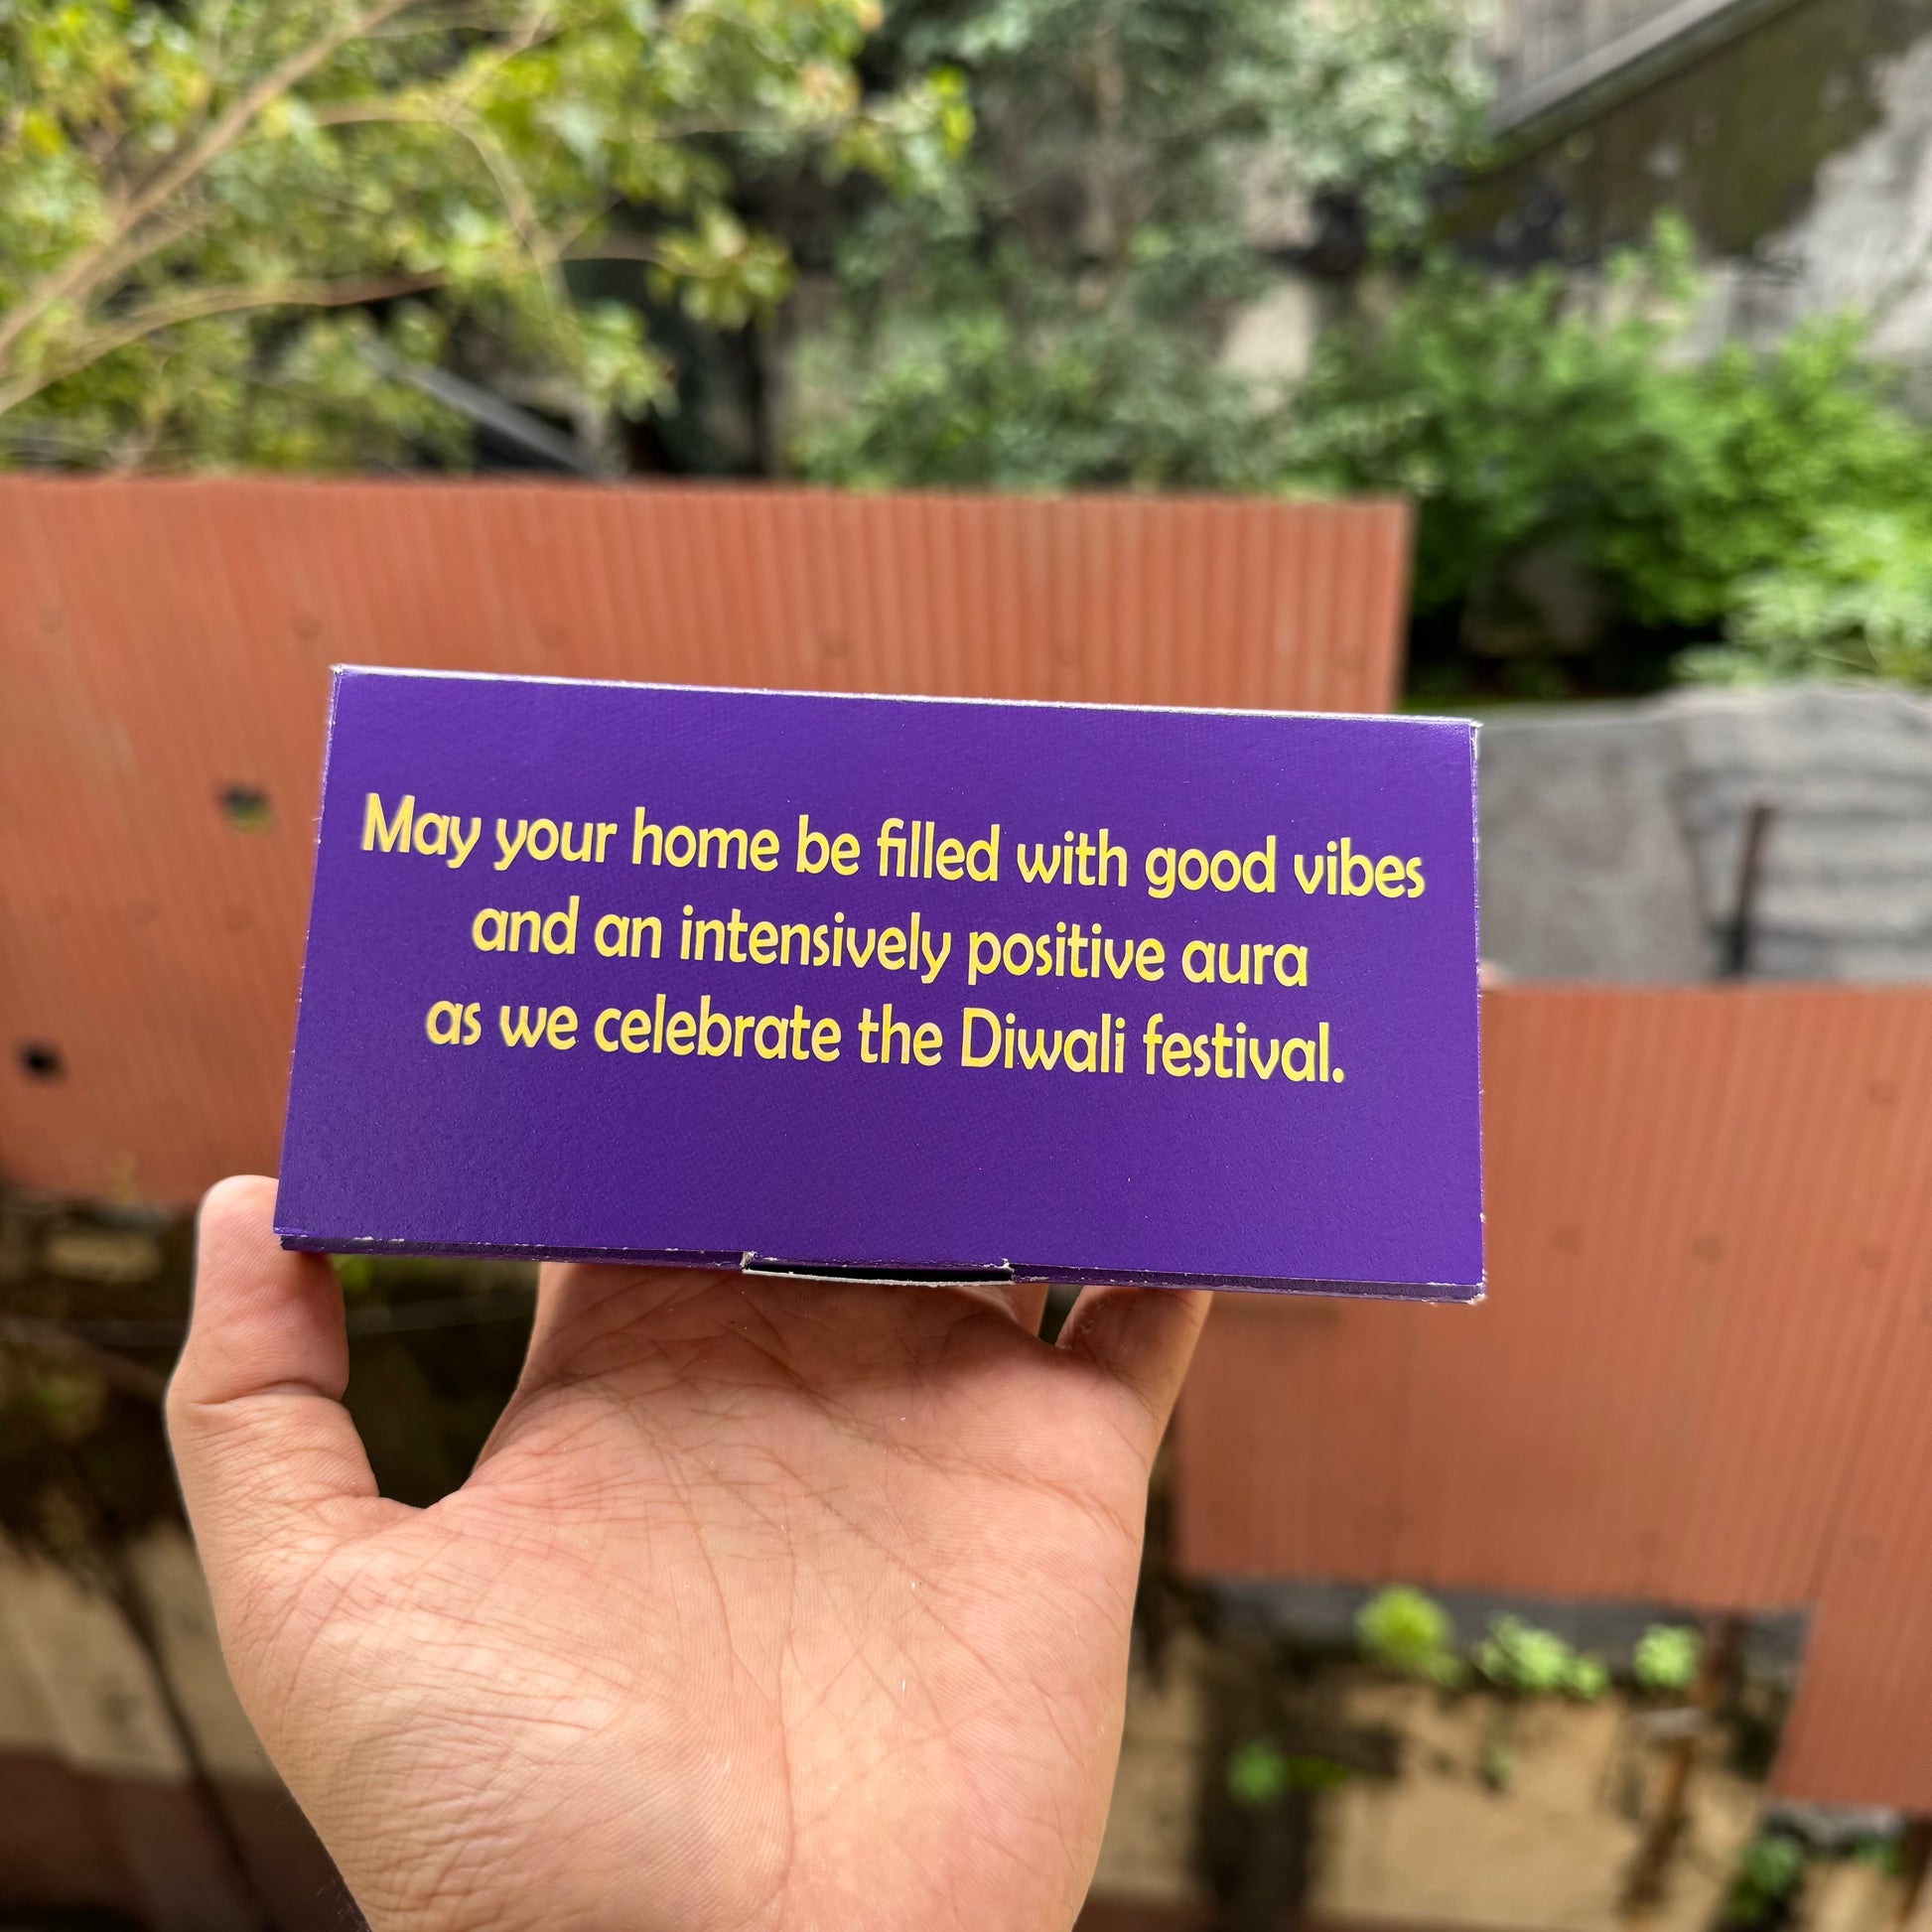 May your home be filled with good vibes
and an intensively positive aura
as we celebrate the Diwali festival.